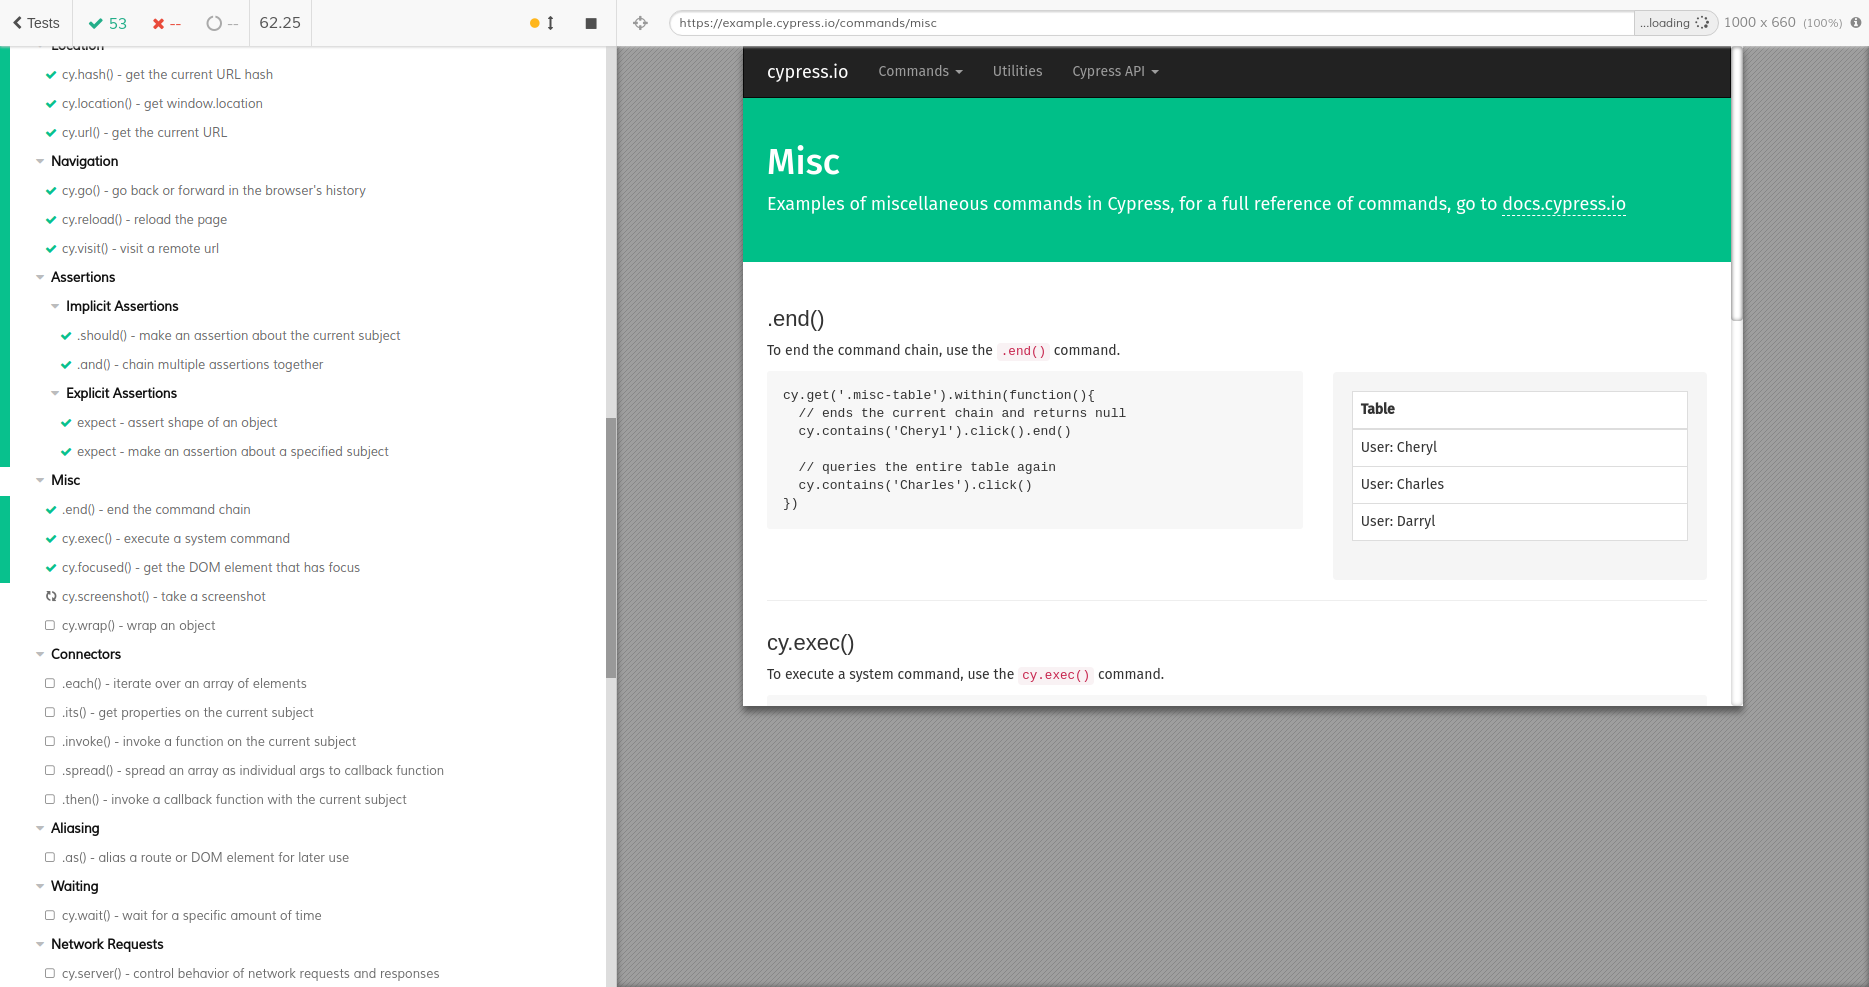 Tests
53
--
--
62.25
https://example.cypress.io/commands/misc
...loading
1000 x 660 (100%)
Location
cy.hash() - get the current URL hash
cy.location() - get window.location
cy.url() - get the current URL
Navigation
cy.go() - go back or forward in the browser's history
cy.reload() - reload the page
cy.visit() - visit a remote url
Assertions
Implicit Assertions
.should() - make an assertion about the current subject
.and() - chain multiple assertions together
Explicit Assertions
expect - assert shape of an object
expect - make an assertion about a specified subject
Misc
.end() - end the command chain
cy.exec() - execute a system command
cy.focused() - get the DOM element that has focus
cy.screenshot() - take a screenshot
cy.wrap() - wrap an object
Connectors
.each() - iterate over an array of elements
.its() - get properties on the current subject
.invoke() - invoke a function on the current subject
.spread() - spread an array as individual args to callback function
.then() - invoke a callback function with the current subject
Aliasing
.as() - alias a route or DOM element for later use
Waiting
cy.wait() - wait for a specific amount of time
Network Requests
cy.server() - control behavior of network requests and responses
cypress.io
Commands
Utilities
Cypress API
Misc
Examples of miscellaneous commands in Cypress, for a full reference of commands, go to docs.cypress.io
.end()
To end the command chain, use the .end() command.
cy.get('.misc-table').within(function(){
  // ends the current chain and returns null
  cy.contains('Cheryl').click().end()
  // queries the entire table again
  cy.contains('Charles').click()
})
Table
User: Cheryl
User: Charles
User: Darryl
cy.exec()
To execute a system command, use the cy.exec() command.